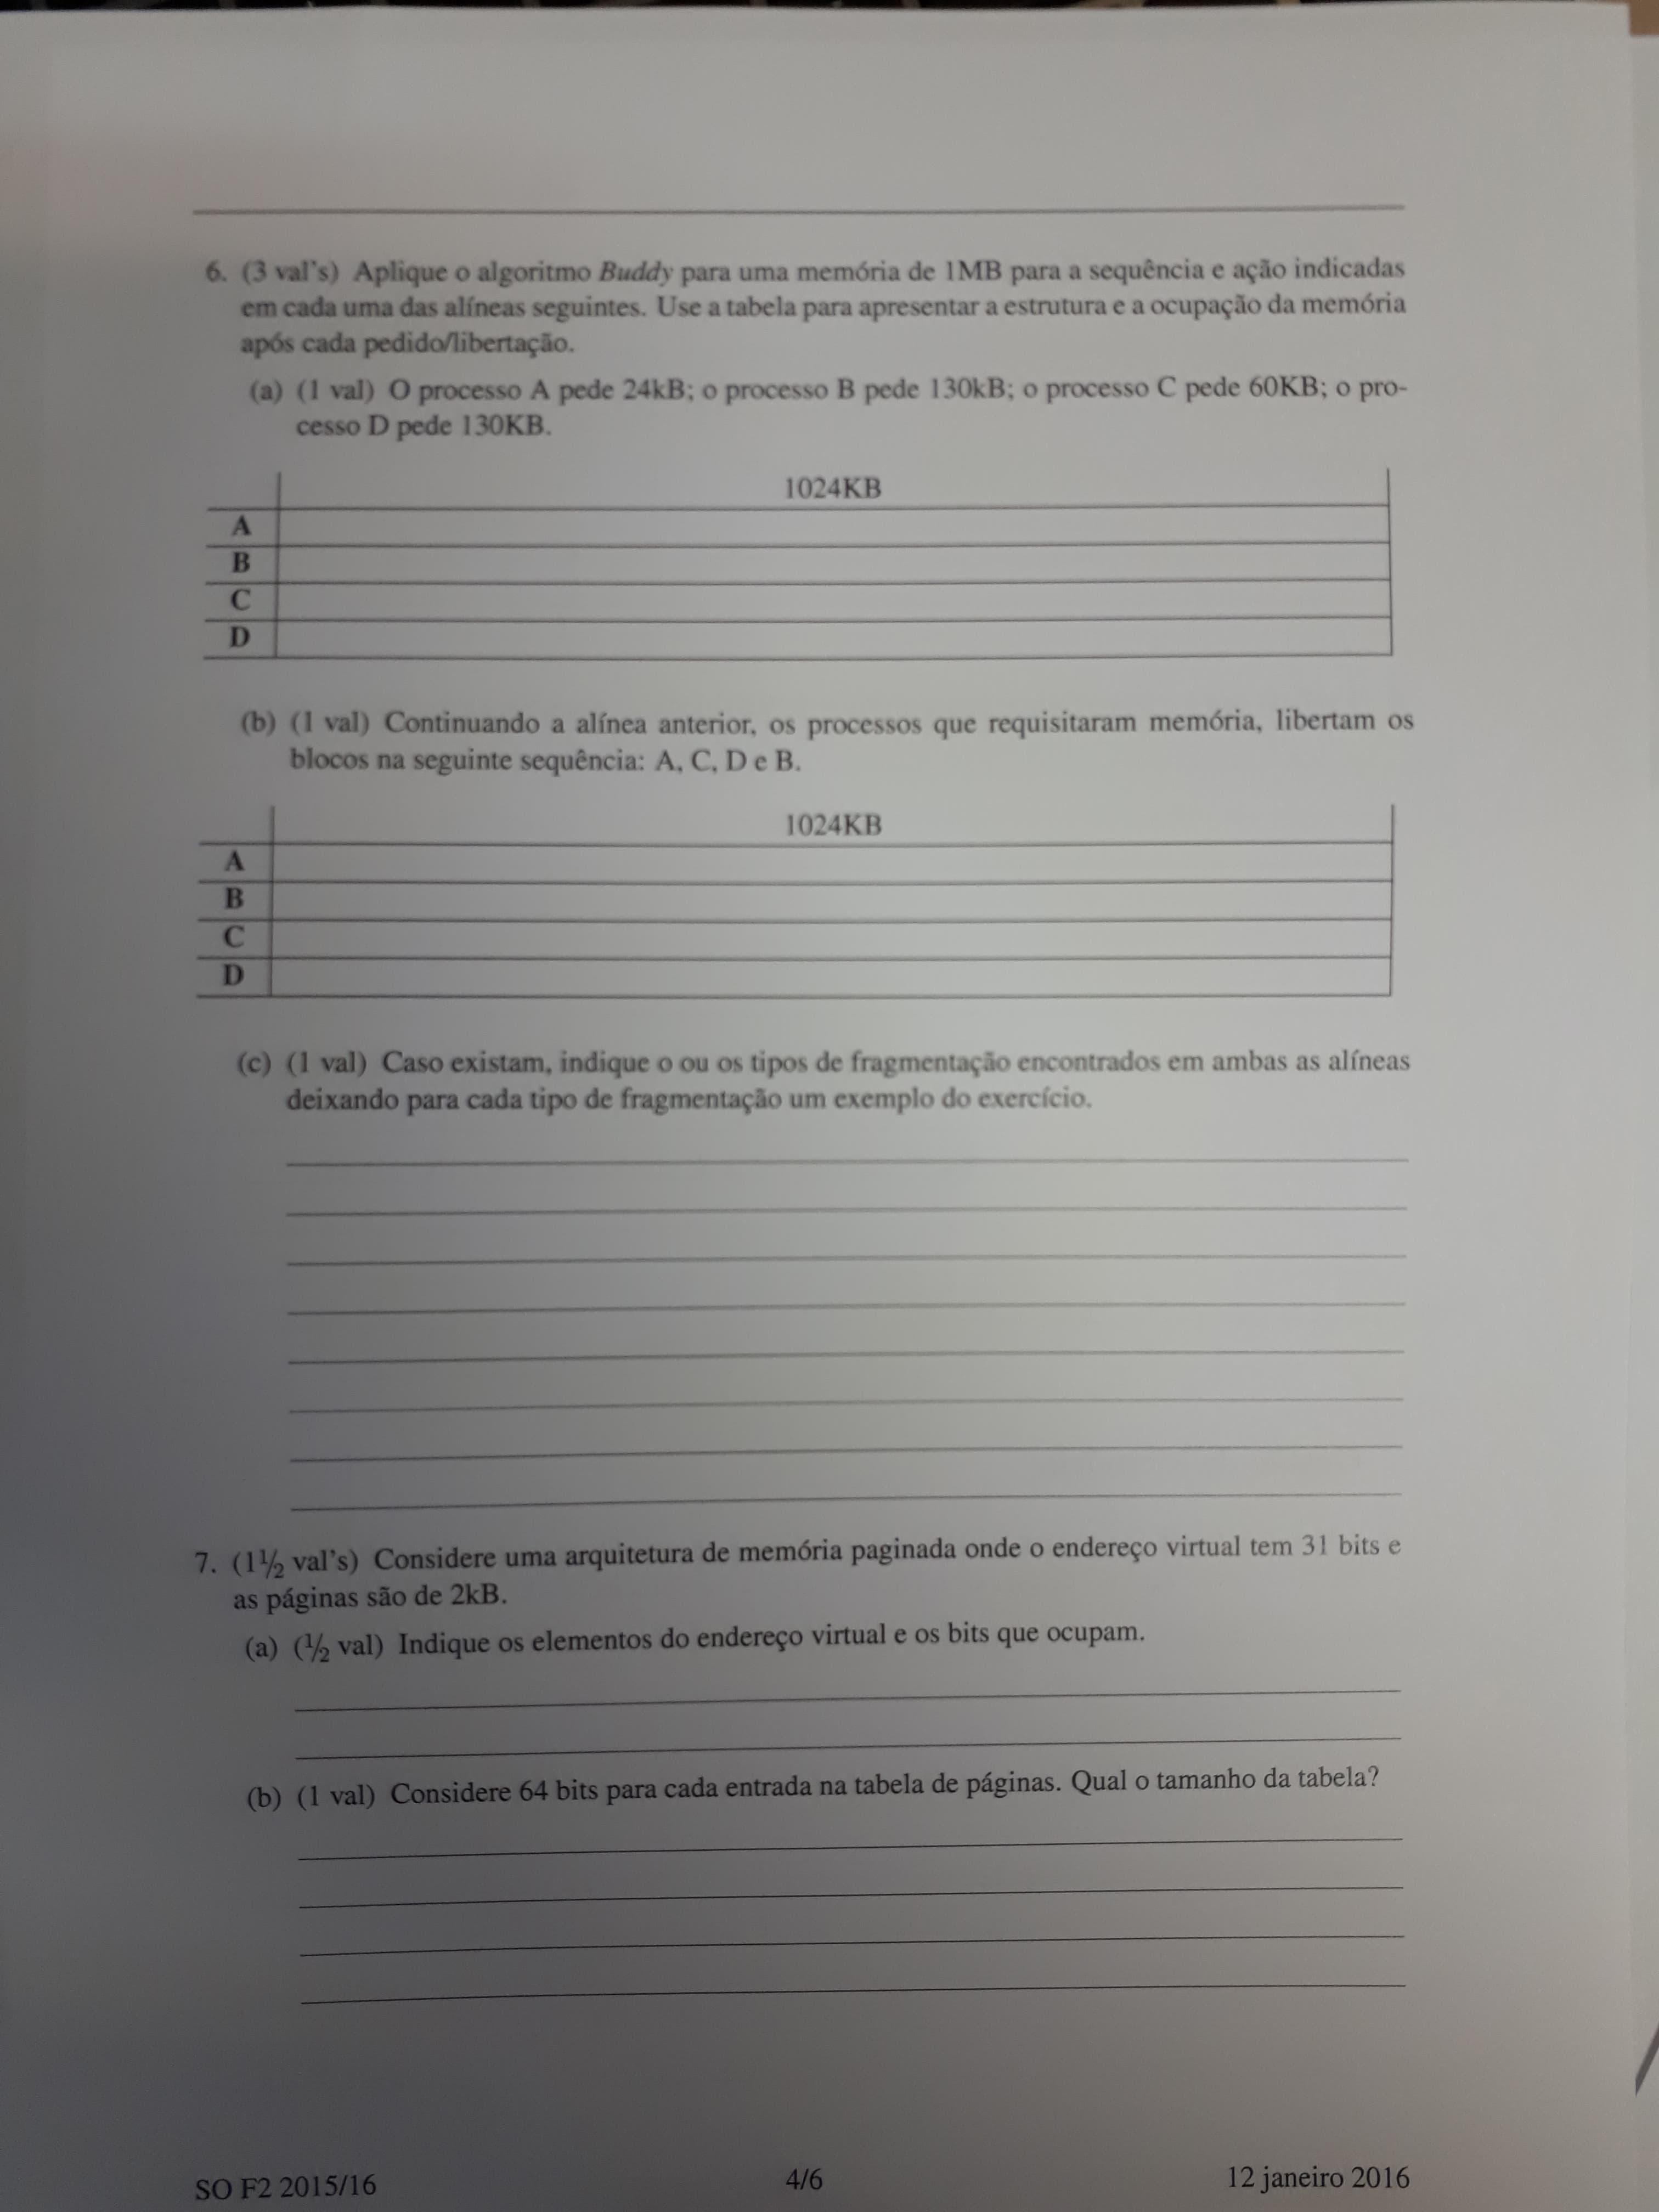 6. (3 val's) Aplique o algoritmo Buddy para uma memória de 1MB para a sequência e ação indicadas
em cada uma das alíneas seguintes. Use a tabela para apresentar a estrutura e a ocupação da memória
após cada pedido/libertação.
(a) (1 val) O processo A pede 24kB; o processo B pede 130kB; o processo C pede 60KB; o pro-
cesso D pede 130KB.
1024KB
A
B
C
D
(b) (1 val) Continuando a alínea anterior, os processos que requisitaram memória, libertam os
blocos na seguinte sequência: A, C, D e B.
1024KB
A
B
C
D
(c) (1 val) Caso existam, indique o ou os tipos de fragmentação encontrados em ambas as alíneas
deixando para cada tipo de fragmentação um exemplo do exercício.
7. (1½ val's) Considere uma arquitetura de memória paginada onde o endereço virtual tem 31 bits e
as páginas são de 2kB.
(a) (½ val) Indique os elementos do endereço virtual e os bits que ocupam.
(b) (1 val) Considere 64 bits para cada entrada na tabela de páginas. Qual o tamanho da tabela?
SO F2 2015/16 4/6 12 janeiro 2016